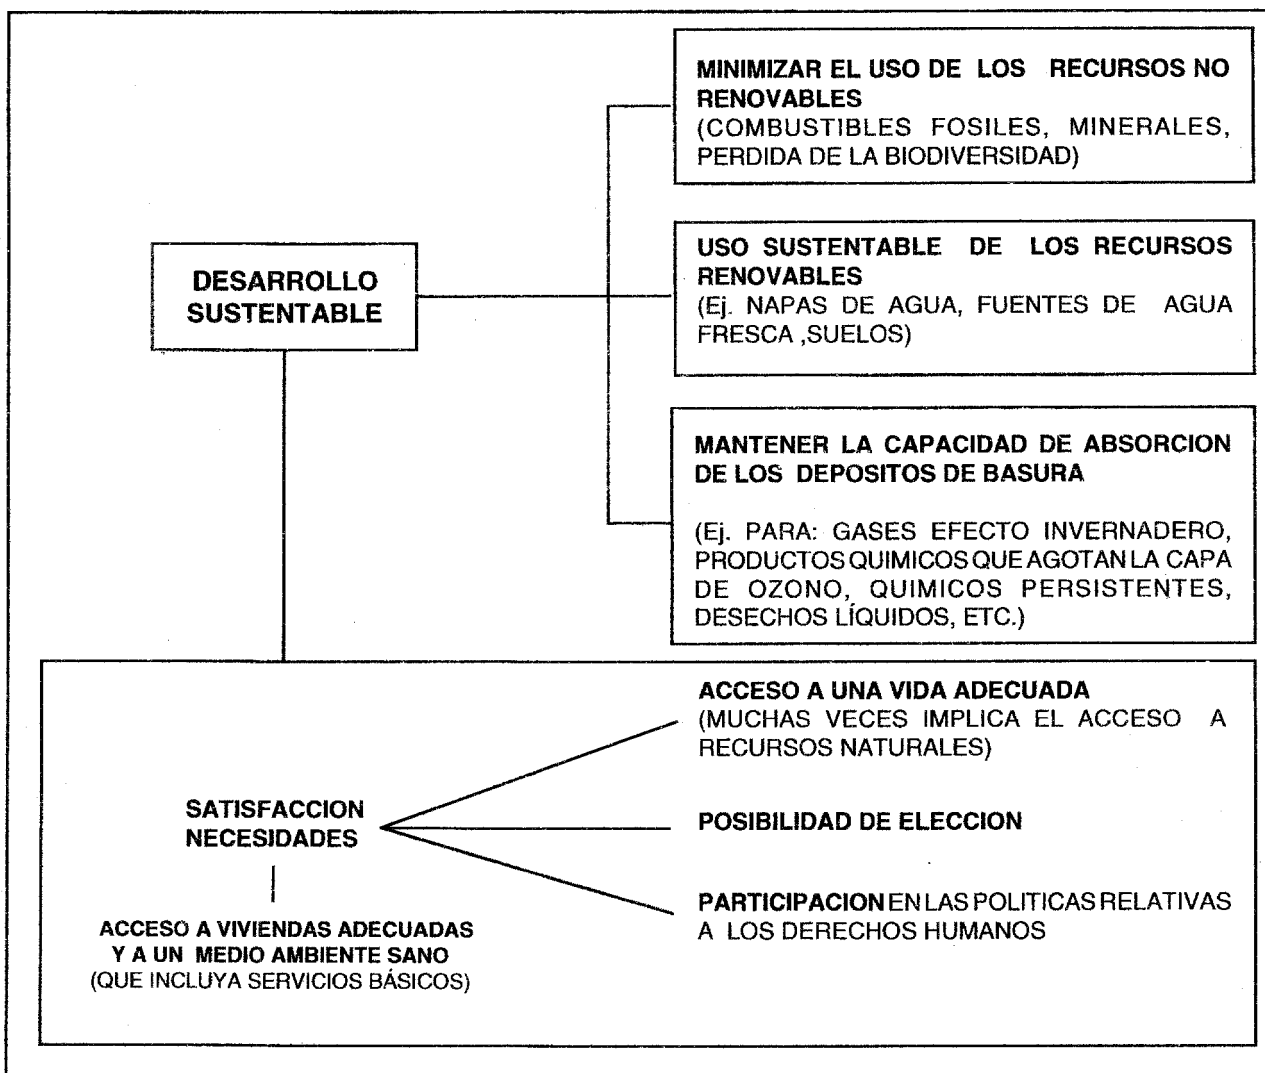 MINIMIZAR EL USO DE LOS RECURSOS NO
RENOVABLES
(COMBUSTIBLES FOSILES, MINERALES,
PERDIDA DE LA BIODIVERSIDAD)
DESARROLLO
SUSTENTABLE
USO SUSTENTABLE DE LOS RECURSOS
RENOVABLES
(Ej. NAPAS DE AGUA, FUENTES DE AGUA
FRESCA ,SUELOS)
MANTENER LA CAPACIDAD DE ABSORCION
DE LOS DEPOSITOS DE BASURA
(Ej. PARA: GASES EFECTO INVERNADERO,
PRODUCTOS QUIMICOS QUE AGOTAN LA CAPA
DE OZONO, QUIMICOS PERSISTENTES,
DESECHOS LÍQUIDOS, ETC.)
SATISFACCION
NECESIDADES
ACCESO A VIVIENDAS ADECUADAS
Y A UN MEDIO AMBIENTE SANO
(QUE INCLUYA SERVICIOS BÁSICOS)
ACCESO A UNA VIDA ADECUADA
(MUCHAS VECES IMPLICA EL ACCESO A
RECURSOS NATURALES)
POSIBILIDAD DE ELECCION
PARTICIPACION EN LAS POLITICAS RELATIVAS
A LOS DERECHOS HUMANOS